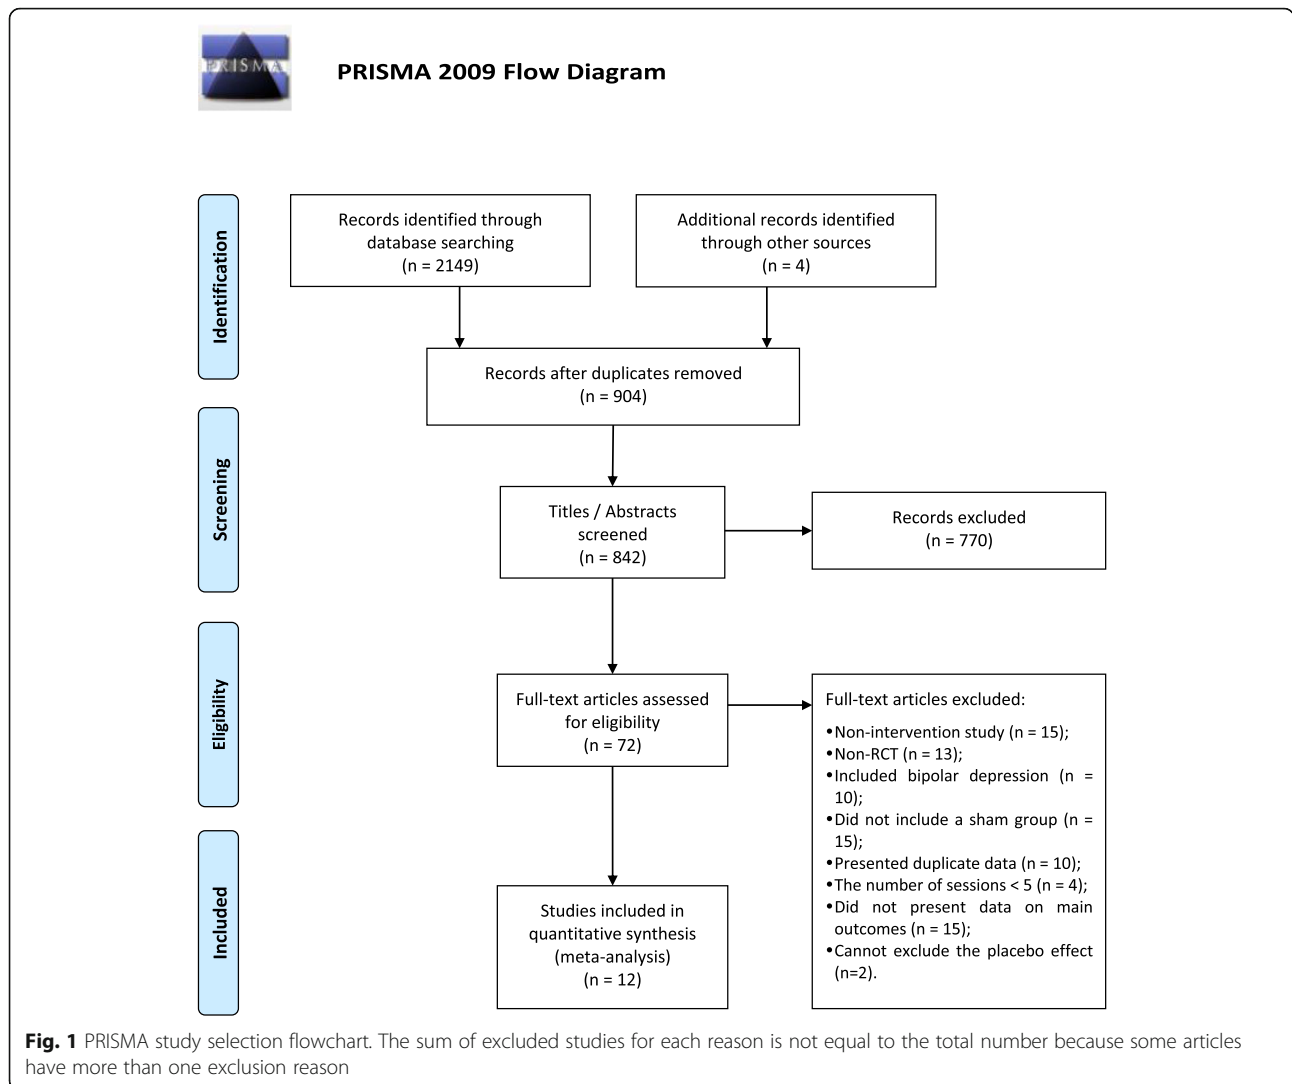 PRISMA
PRISMA 2009 Flow Diagram
Identification
Records identified through
database searching
(n = 2149)
Additional records identified
through other sources
(n = 4)
Records after duplicates removed
(n = 904)
Screening
Titles / Abstracts
screened
(n = 842)
Records excluded
(n = 770)
Eligibility
Full-text articles assessed
for eligibility
(n = 72)
Full-text articles excluded:
•Non-intervention study (n = 15);
•Non-RCT (n = 13);
•Included bipolar depression (n =
10);
•Did not include a sham group (n =
15);
•Presented duplicate data (n = 10);
•The number of sessions < 5 (n = 4);
•Did not present data on main
outcomes (n = 15);
•Cannot exclude the placebo effect
(n=2).
Included
Studies included in
quantitative synthesis
(meta-analysis)
(n = 12)
Fig. 1 PRISMA study selection flowchart. The sum of excluded studies for each reason is not equal to the total number because some articles
have more than one exclusion reason